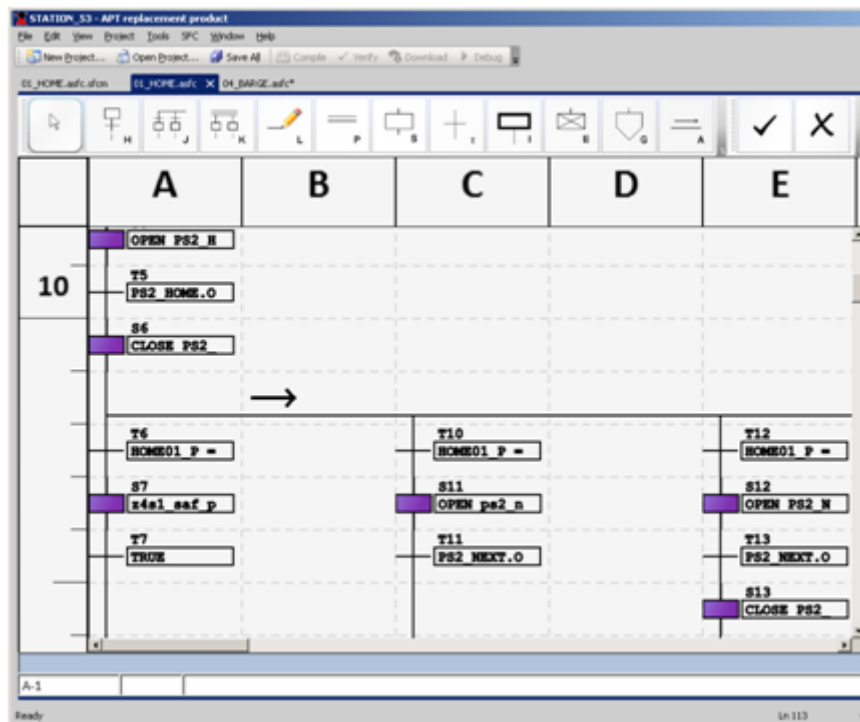 STATION_S3 - APT replacement product
File Edit View Project Tools SFC Window Help
New Project... Open Project... Save All Compile Verify Download Debug
01_HOME.asfc.sfcm 01_HOME.asfc X 04_BARGE.asfc*
H J K L P S T I E G A
A B C D E
OPEN PS2_H
10
T5
PS2_HOME.O
S6
CLOSE PS2_
T6 T10 T12
HOME01_P = HOME01_P = HOME01_P =
S7 S11 S12
z4s1_saf_p OPEN ps2_n OPEN PS2_N
T7 T11 T13
TRUE PS2_NEXT.O PS2_NEXT.O
S13
CLOSE PS2_
A-1
Ready Ln 113